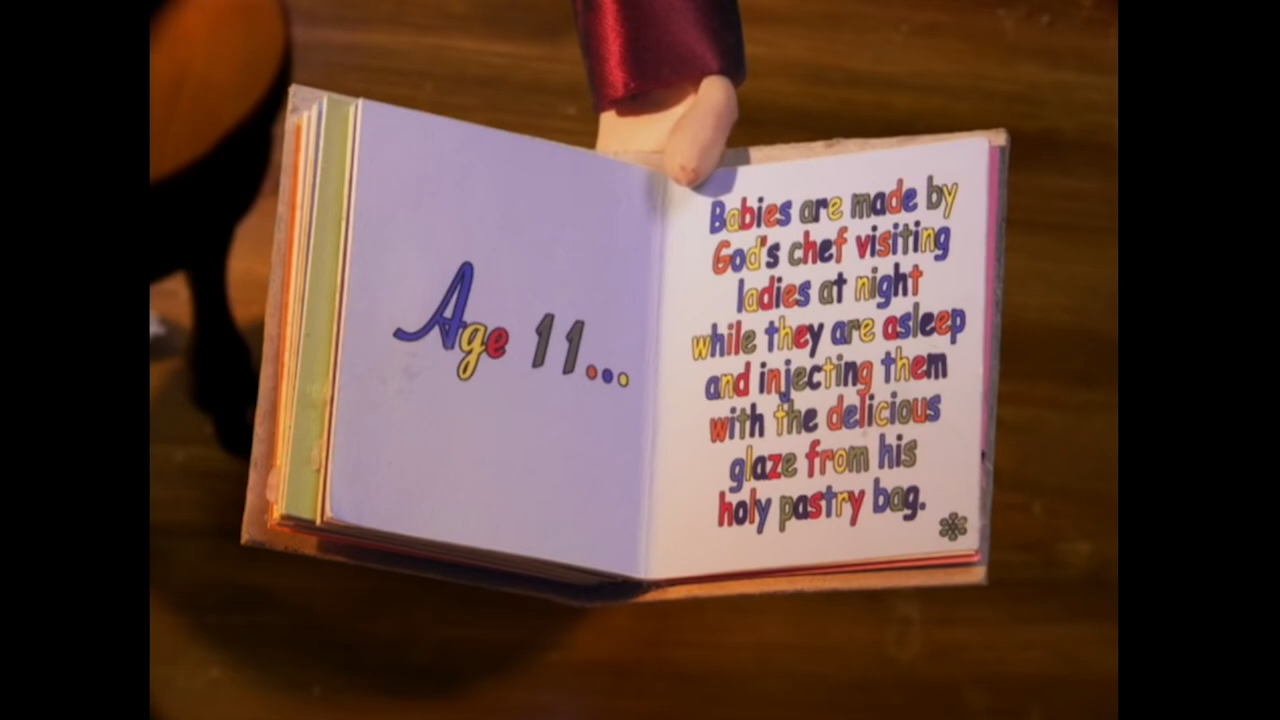 Age 11...
Babies are made by
God's chef visiting
ladies at night
while they are asleep
and injecting them
with the delicious
glaze from his
holy pastry bag.